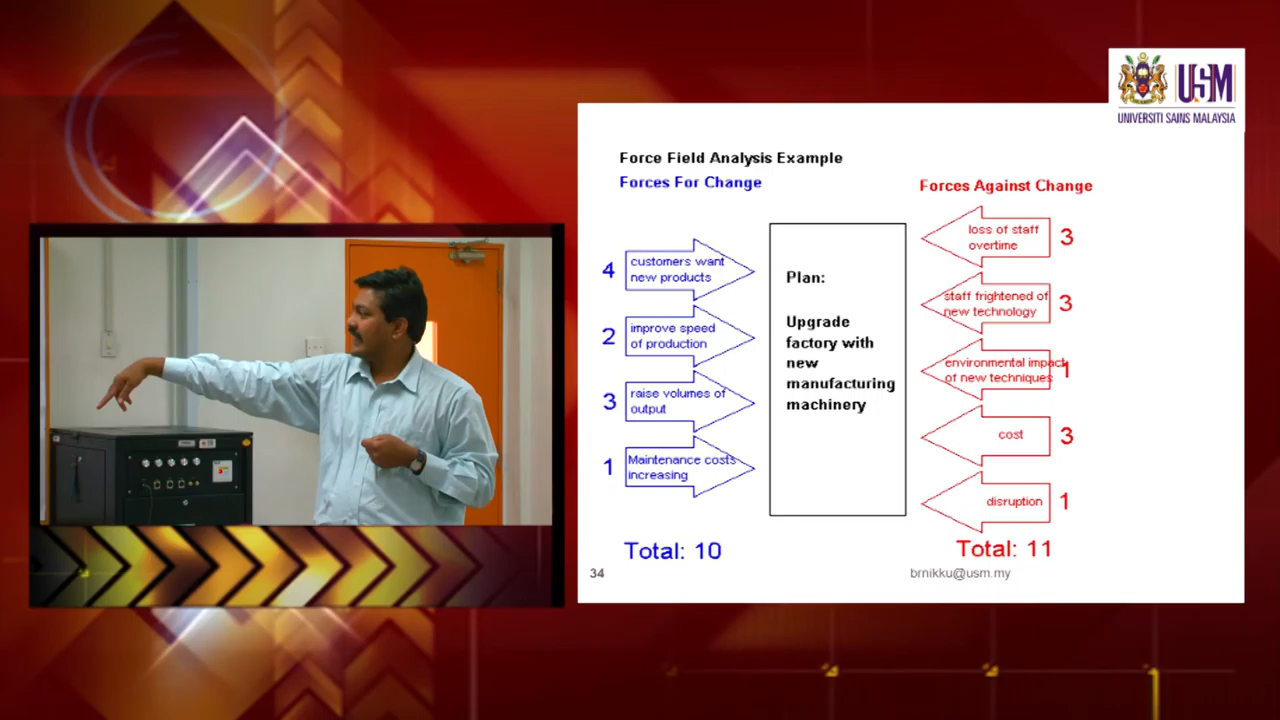 USM
UNIVERSITI SAINS MALAYSIA
Force Field Analysis Example
Forces For Change
Forces Against Change
4
customers want
new products
2
improve speed
of production
3
raise volumes of
output
1
Maintenance costs
increasing
Total: 10
Plan:
Upgrade
factory with
new
manufacturing
machinery
loss of staff
overtime
3
staff frightened of
new technology
3
environmental impact
of new techniques
1
cost
3
disruption
1
Total: 11
34
brnikku@usm.my